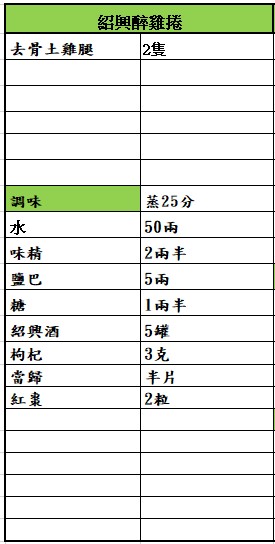 紹興醉雞捲
去骨土雞腿 2隻
調味 蒸25分
水 50兩
味精 2兩半
鹽巴 5兩
糖 1兩半
紹興酒 5罐
枸杞 3克
當歸 半片
紅棗 2粒